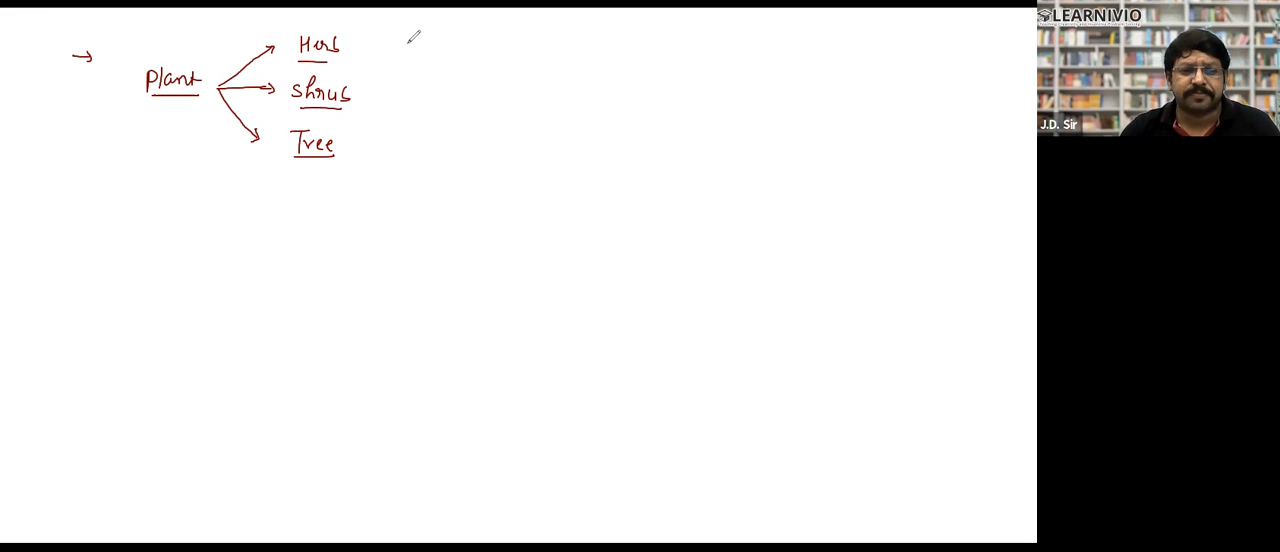 → Plant
Herb
Shrub
Tree
LEARNIVIO
J.D. Sir